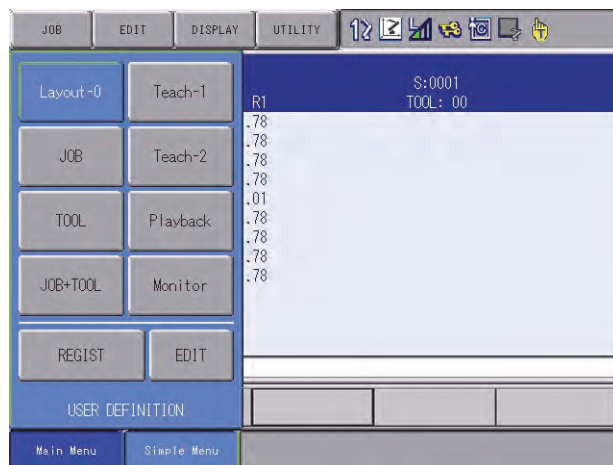 JOB EDIT DISPLAY UTILITY
Layout-0 Teach-1
S:0001
R1 TOOL: 00
JOB Teach-2
TOOL Playback
JOB+TOOL Monitor
.78
.78
.78
.78
.01
.78
.78
.78
.78
REGIST EDIT
USER DEFINITION
Main Menu Simple Menu